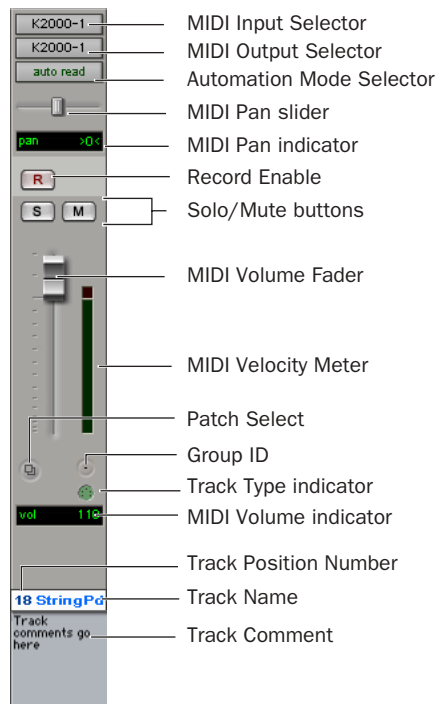 K2000-1 MIDI Input Selector
K2000-1 MIDI Output Selector
auto read Automation Mode Selector
MIDI Pan slider
pan >0< MIDI Pan indicator
R Record Enable
S M Solo/Mute buttons
MIDI Volume Fader
MIDI Velocity Meter
Patch Select
Group ID
Track Type indicator
vol 118 MIDI Volume indicator
Track Position Number
18 StringPd Track Name
Track
comments go Track Comment
here